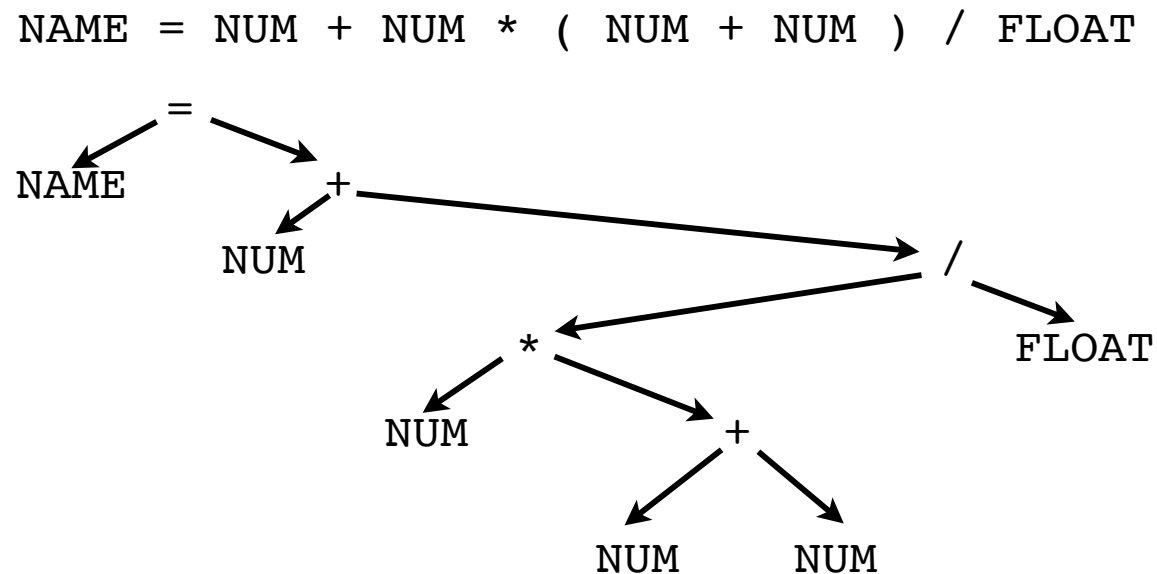 NAME = NUM + NUM * ( NUM + NUM ) / FLOAT
=
NAME +
NUM /
* FLOAT
NUM +
NUM NUM